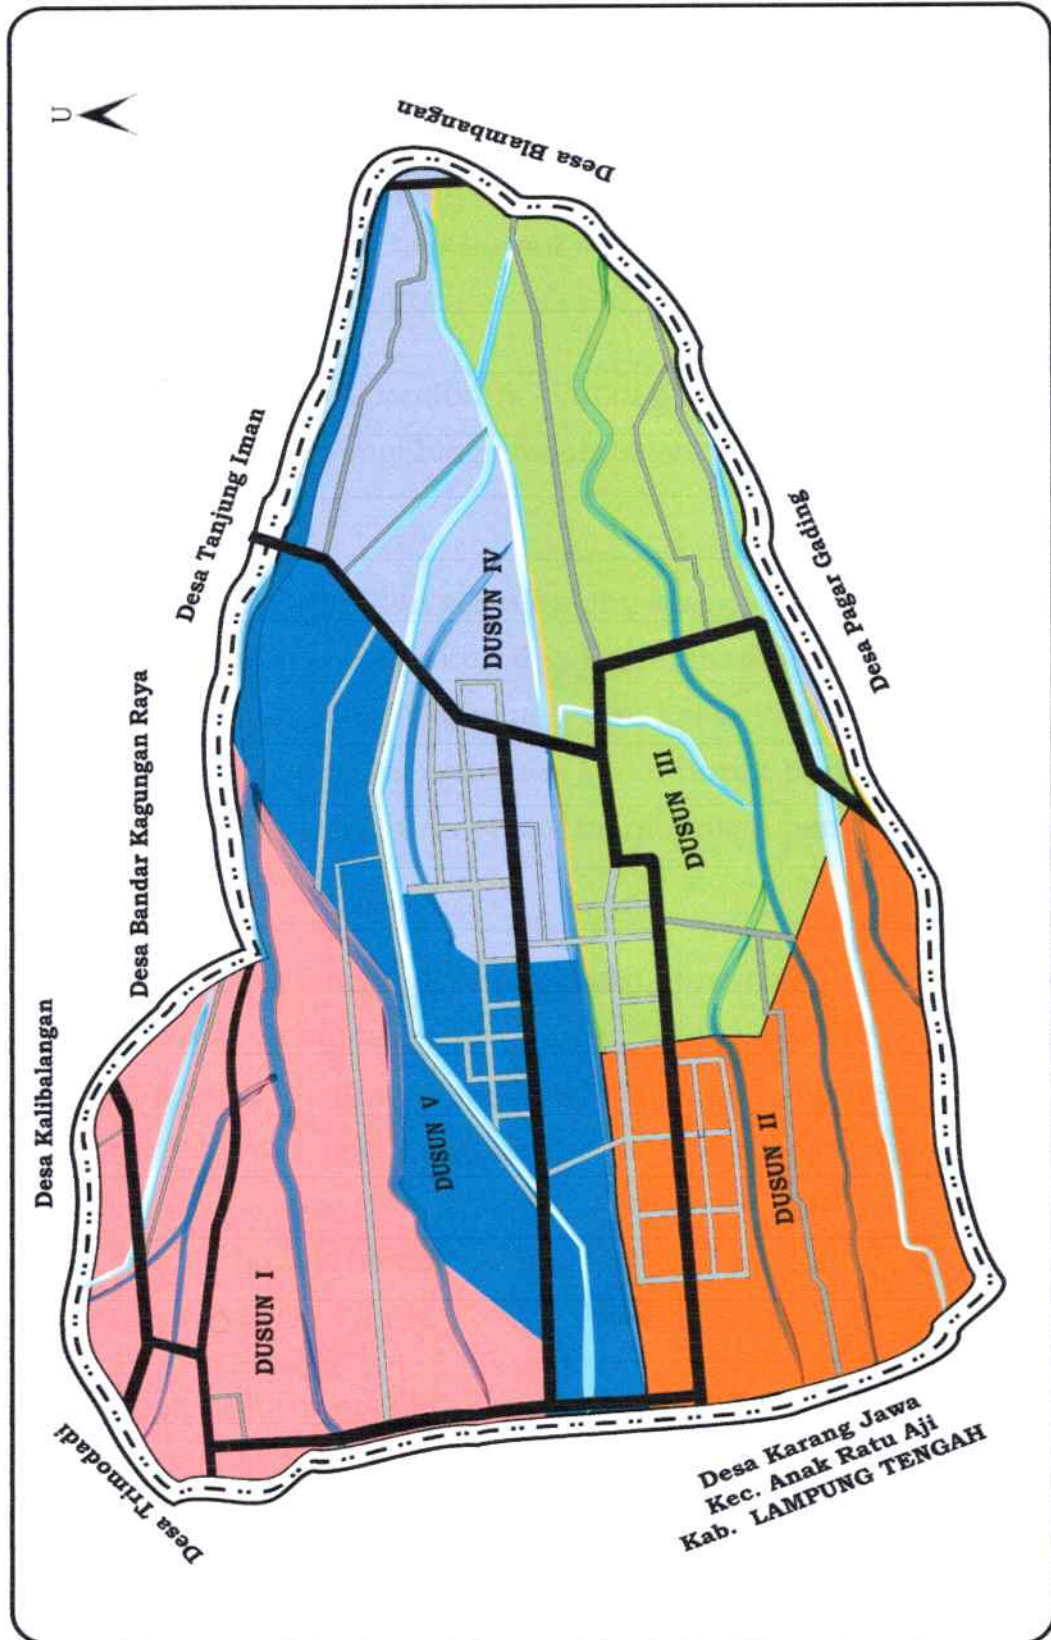 U
Desa Blambangan
Desa Tanjung Iman
Desa Pagar Gading
Desa Bandar Kagungan Raya
Desa Kalibalangan
DUSUN IV
DUSUN III
DUSUN V
DUSUN II
DUSUN I
Desa Trimodadi
Desa Karang Jawa
Kec. Anak Ratu Aji
Kab. LAMPUNG TENGAH